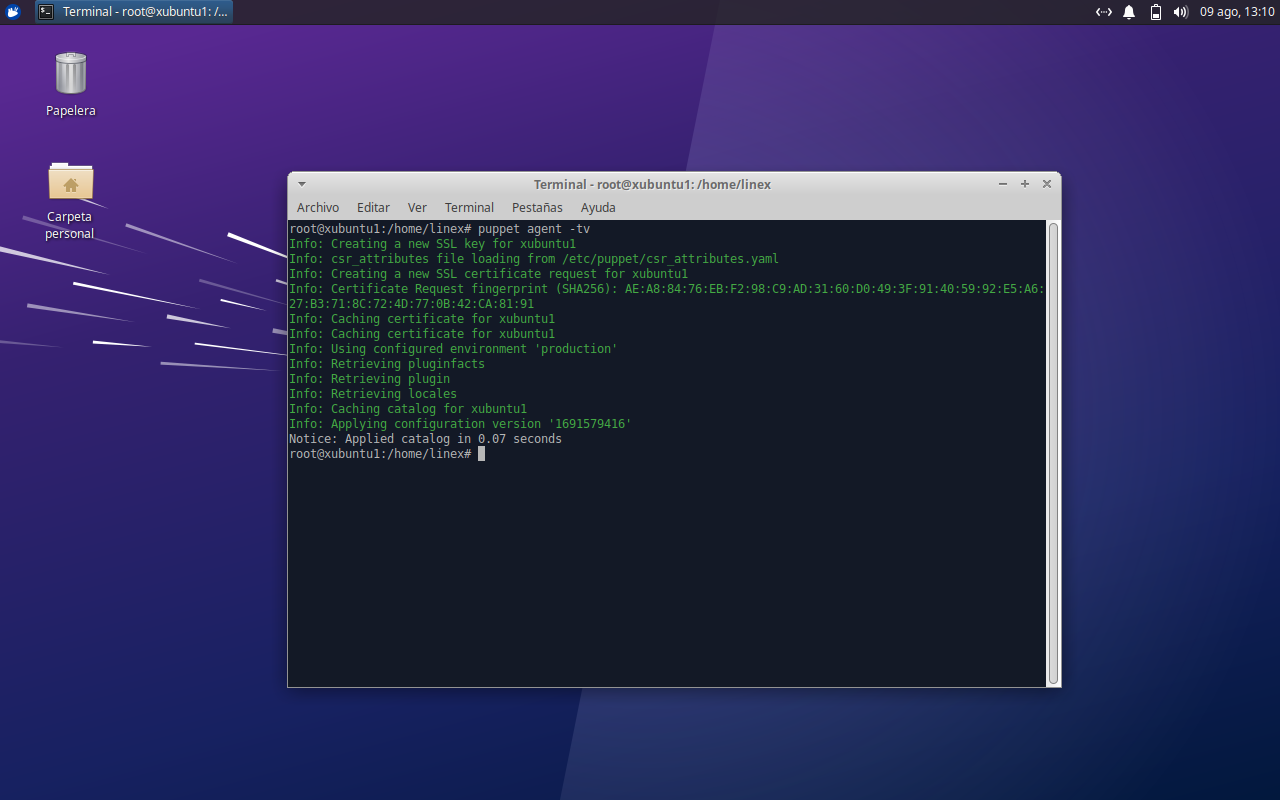 Terminal - root@xubuntu1: /...
09 ago, 13:10
Papelera
Carpeta
personal
Terminal - root@xubuntu1: /home/linex
Archivo Editar Ver Terminal Pestañas Ayuda
root@xubuntu1:/home/linex# puppet agent -tv
Info: Creating a new SSL key for xubuntu1
Info: csr_attributes file loading from /etc/puppet/csr_attributes.yaml
Info: Creating a new SSL certificate request for xubuntu1
Info: Certificate Request fingerprint (SHA256): AE:A8:84:76:EB:F2:98:C9:AD:31:60:D0:49:3F:91:40:59:92:E5:A6:
27:B3:71:8C:72:4D:77:0B:42:CA:81:91
Info: Caching certificate for xubuntu1
Info: Caching certificate for xubuntu1
Info: Using configured environment 'production'
Info: Retrieving pluginfacts
Info: Retrieving plugin
Info: Retrieving locales
Info: Caching catalog for xubuntu1
Info: Applying configuration version '1691579416'
Notice: Applied catalog in 0.07 seconds
root@xubuntu1:/home/linex#